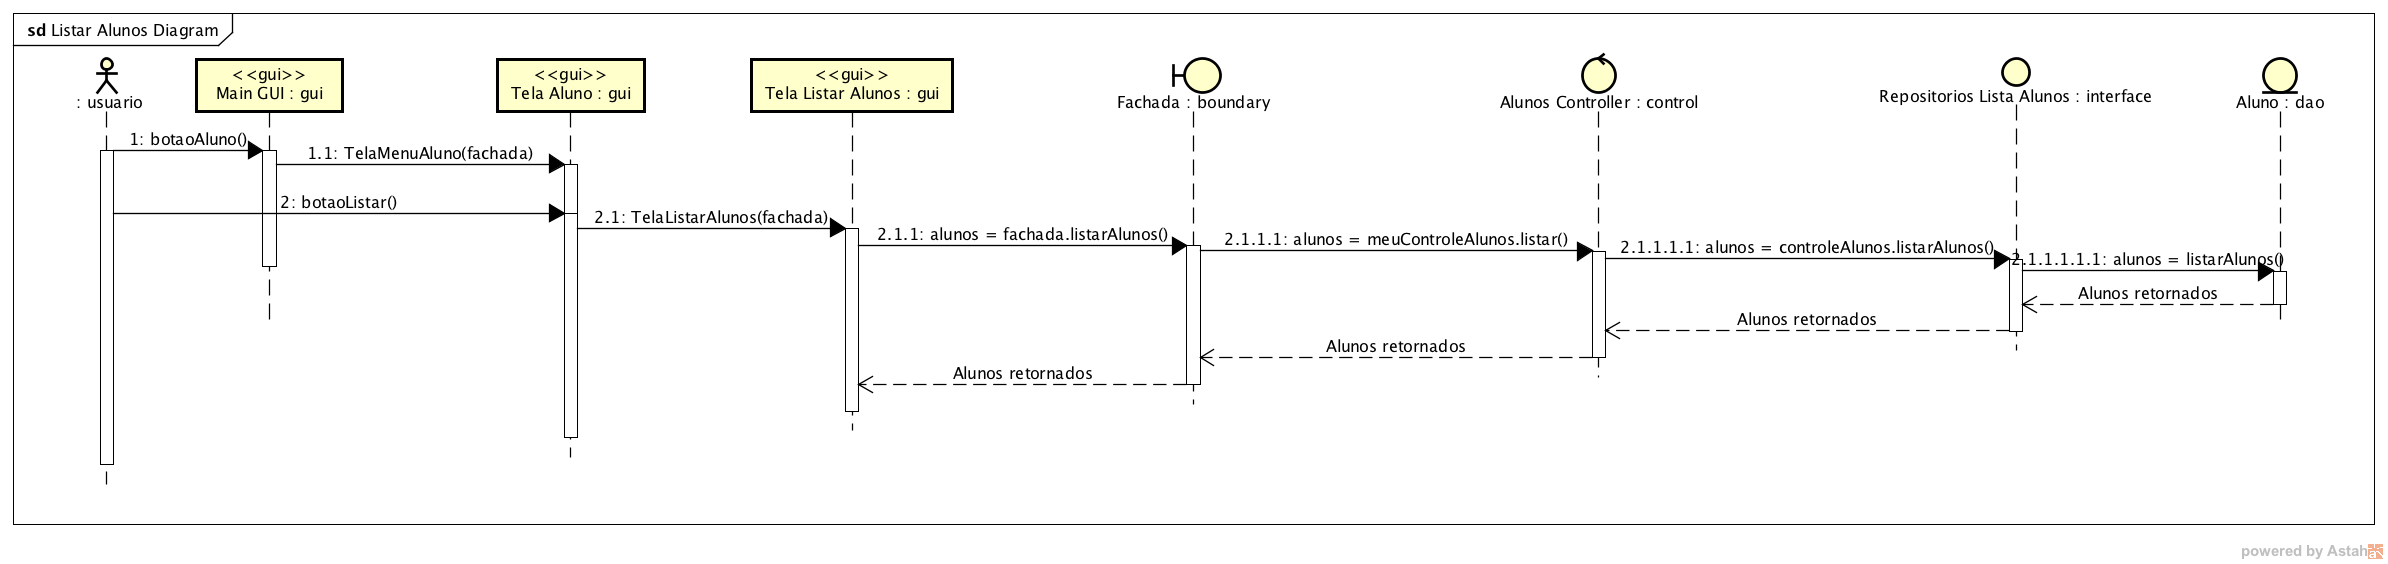 sd Listar Alunos Diagram
: usuario
<<gui>>
Main GUI : gui
<<gui>>
Tela Aluno : gui
<<gui>>
Tela Listar Alunos : gui
Fachada : boundary
Alunos Controller : control
Repositorios Lista Alunos : interface
Aluno : dao
1: botaoAluno()
1.1: TelaMenuAluno(fachada)
2: botaoListar()
2.1: TelaListarAlunos(fachada)
2.1.1: alunos = fachada.listarAlunos()
2.1.1.1: alunos = meuControleAlunos.listar()
2.1.1.1.1: alunos = controleAlunos.listarAlunos()
2.1.1.1.1.1: alunos = listarAlunos()
Alunos retornados
Alunos retornados
Alunos retornados
Alunos retornados
powered by Astah